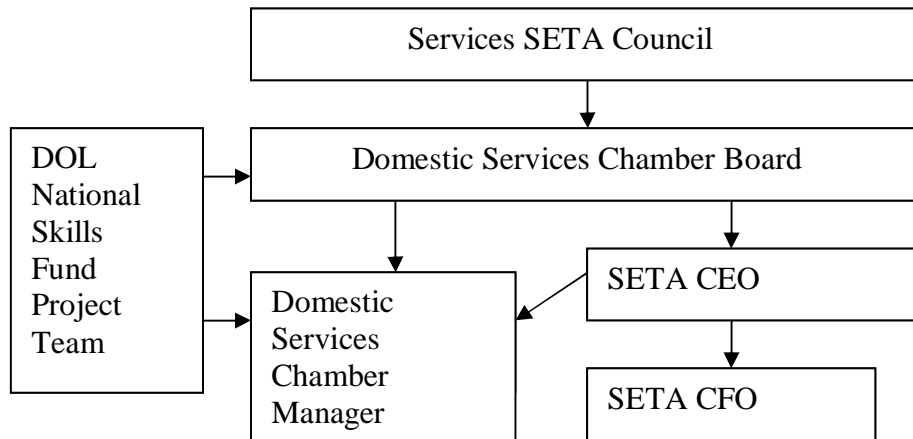 Services SETA Council
Domestic Services Chamber Board
DOL
National
Skills
Fund
Project
Team
Domestic
Services
Chamber
Manager
SETA CEO
SETA CFO